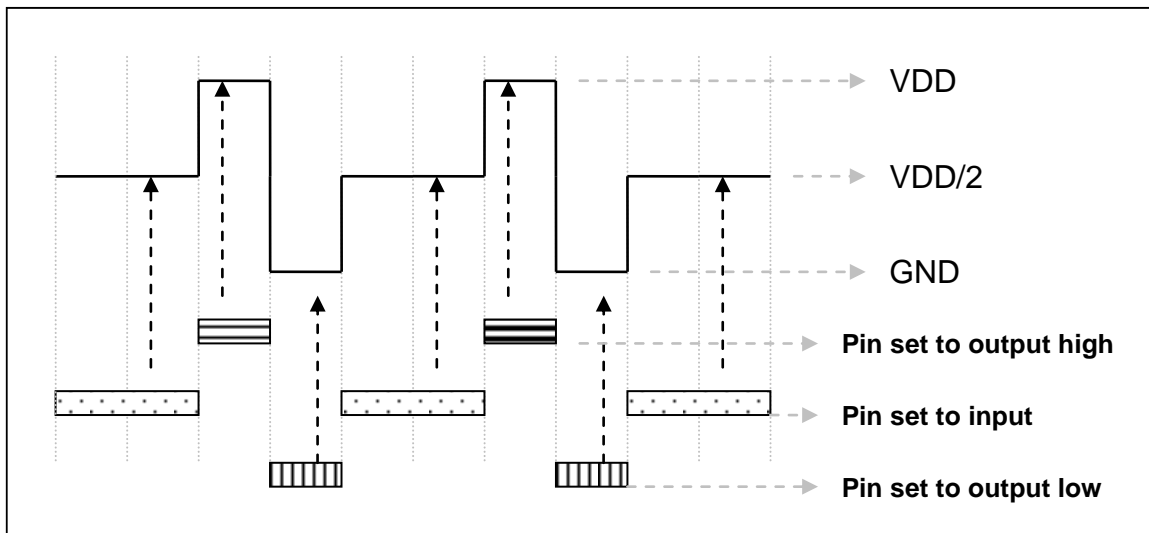 VDD
VDD/2
GND
Pin set to output high
Pin set to input
Pin set to output low